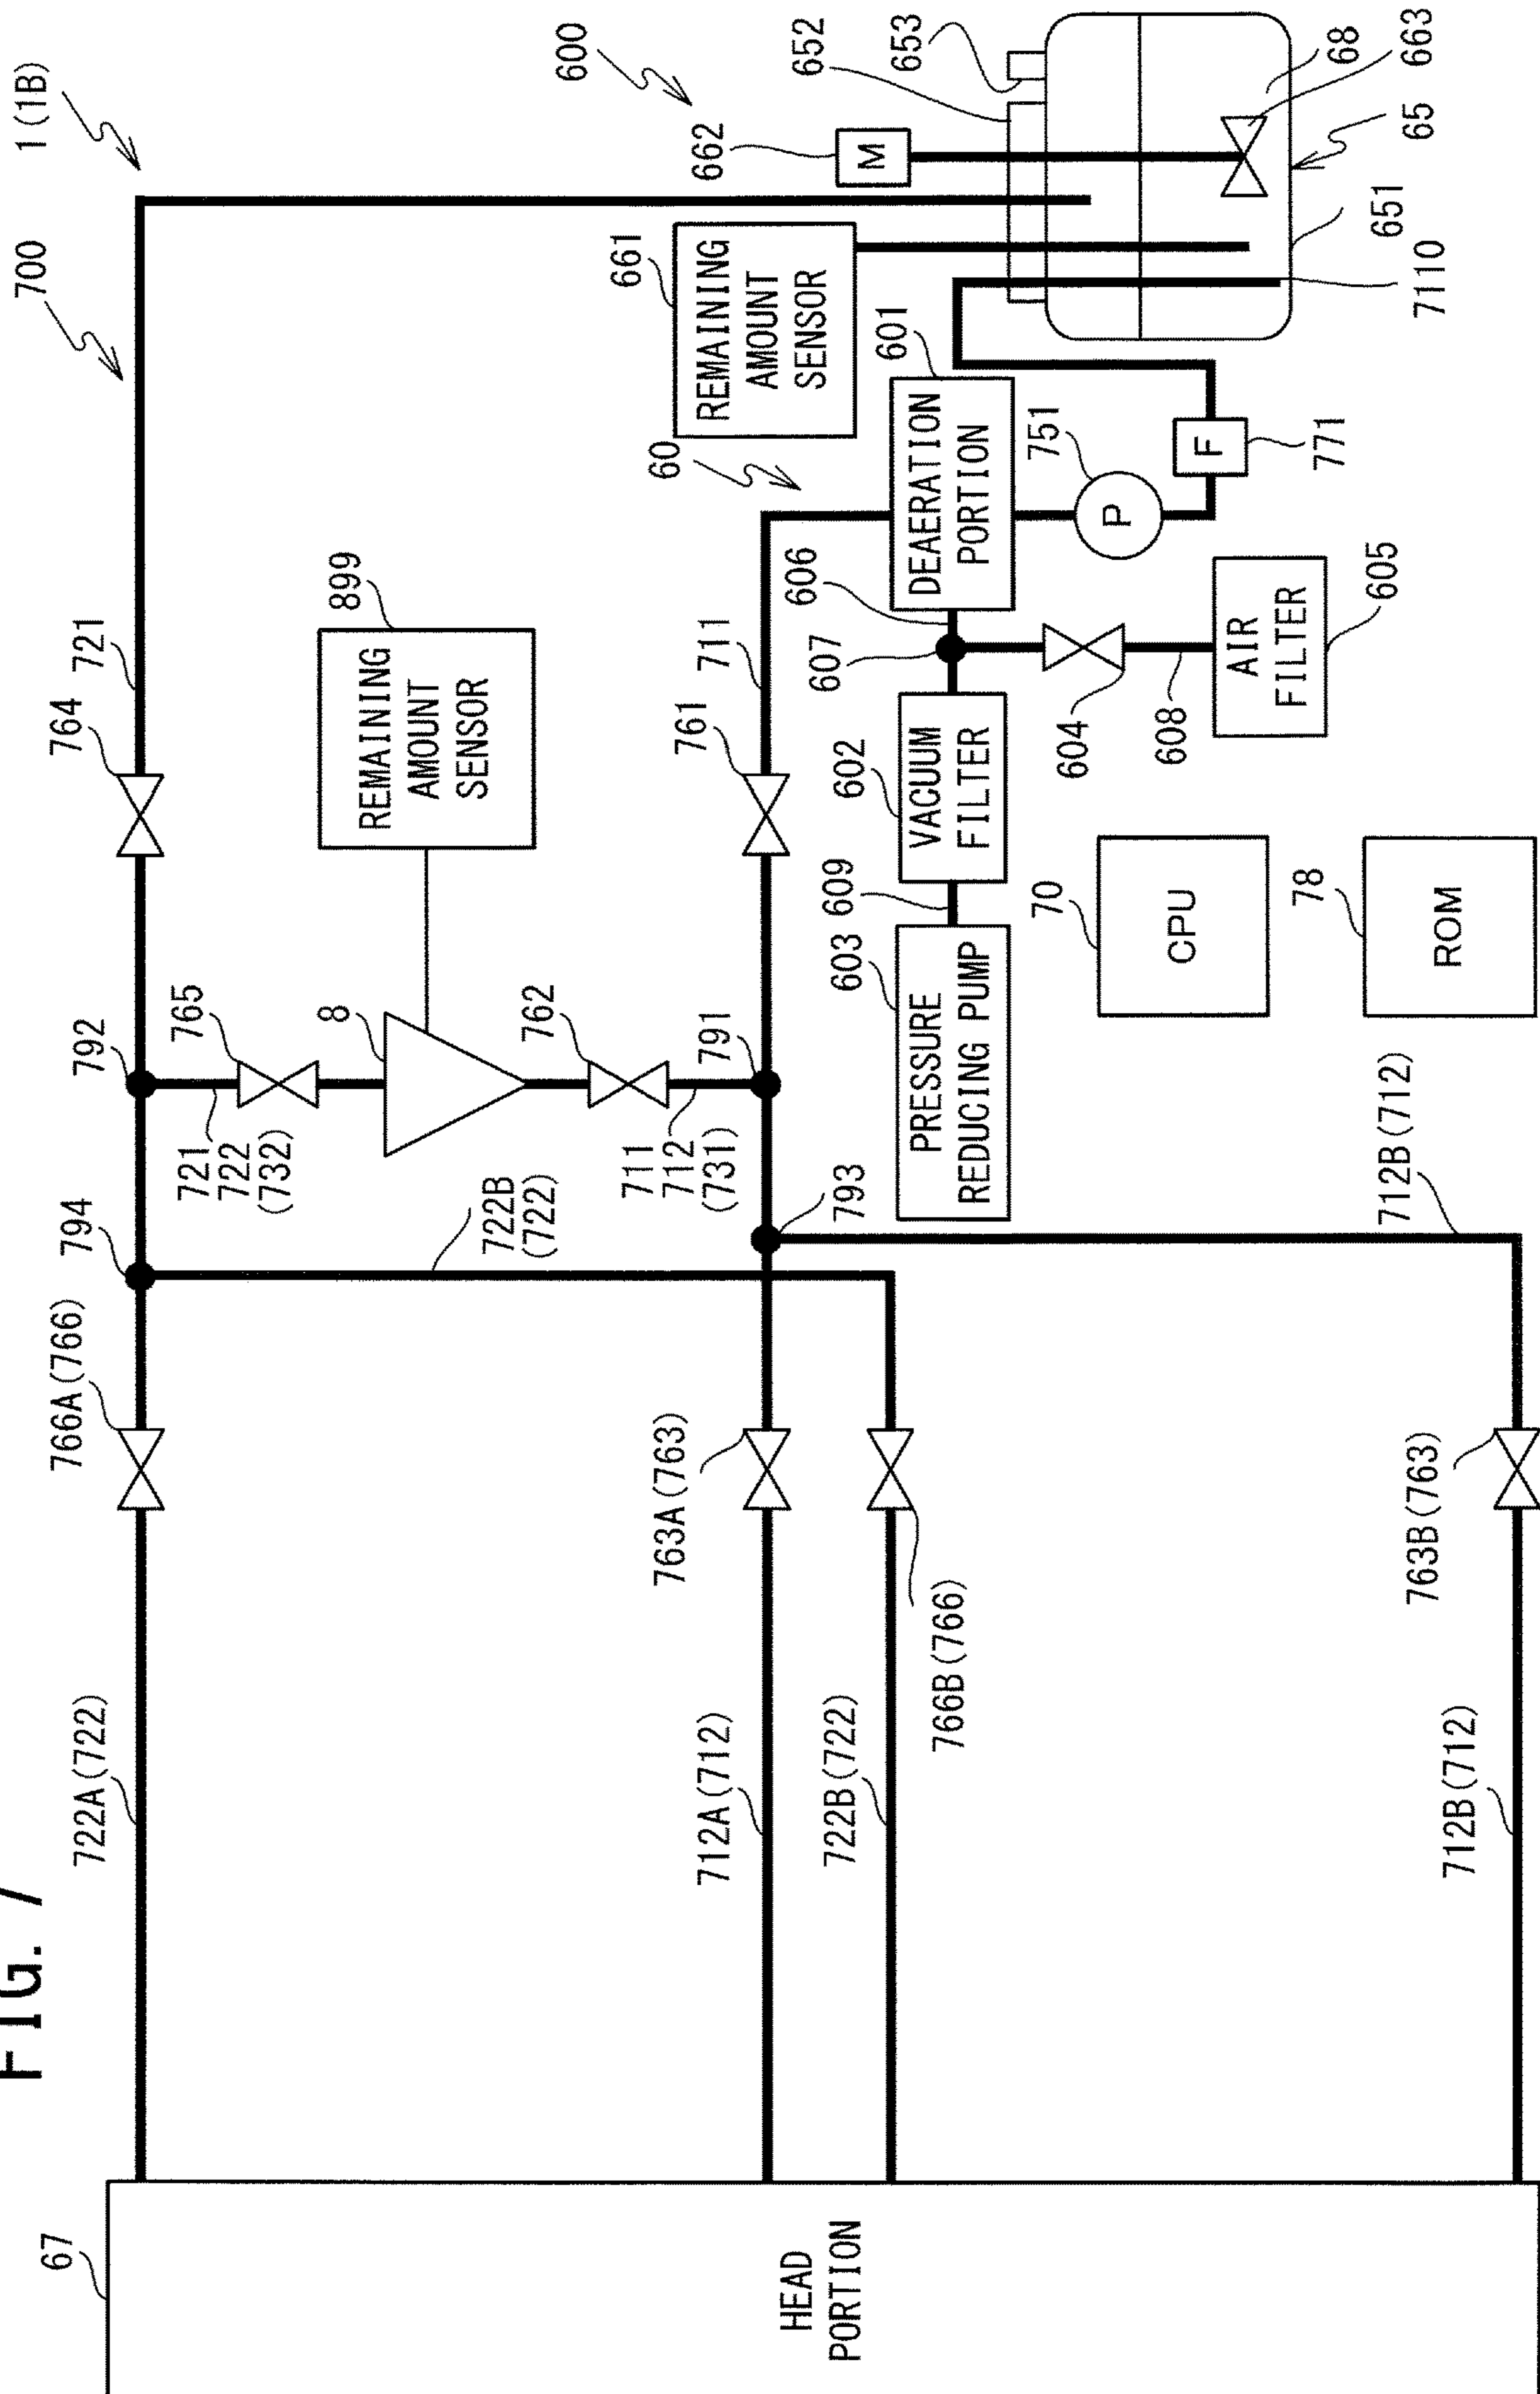 FIG. 7
1(1B)
700
600
652
653
662
M
68
663
65
651
7110
661
REMAINING
AMOUNT
SENSOR
601
DEAERATION
PORTION
60
751
P
F
771
606
607
604
608
AIR
FILTER
605
602
VACUUM
FILTER
609
603
PRESSURE
REDUCING PUMP
70
CPU
78
ROM
899
REMAINING
AMOUNT
SENSOR
721
764
711
761
792
765
8
762
791
721
722
(732)
711
712
(731)
794
722B
(722)
793
712B(712)
766A(766)
763A(763)
766B(766)
763B(763)
722A(722)
712A(712)
722B(722)
712B(712)
67
HEAD
PORTION